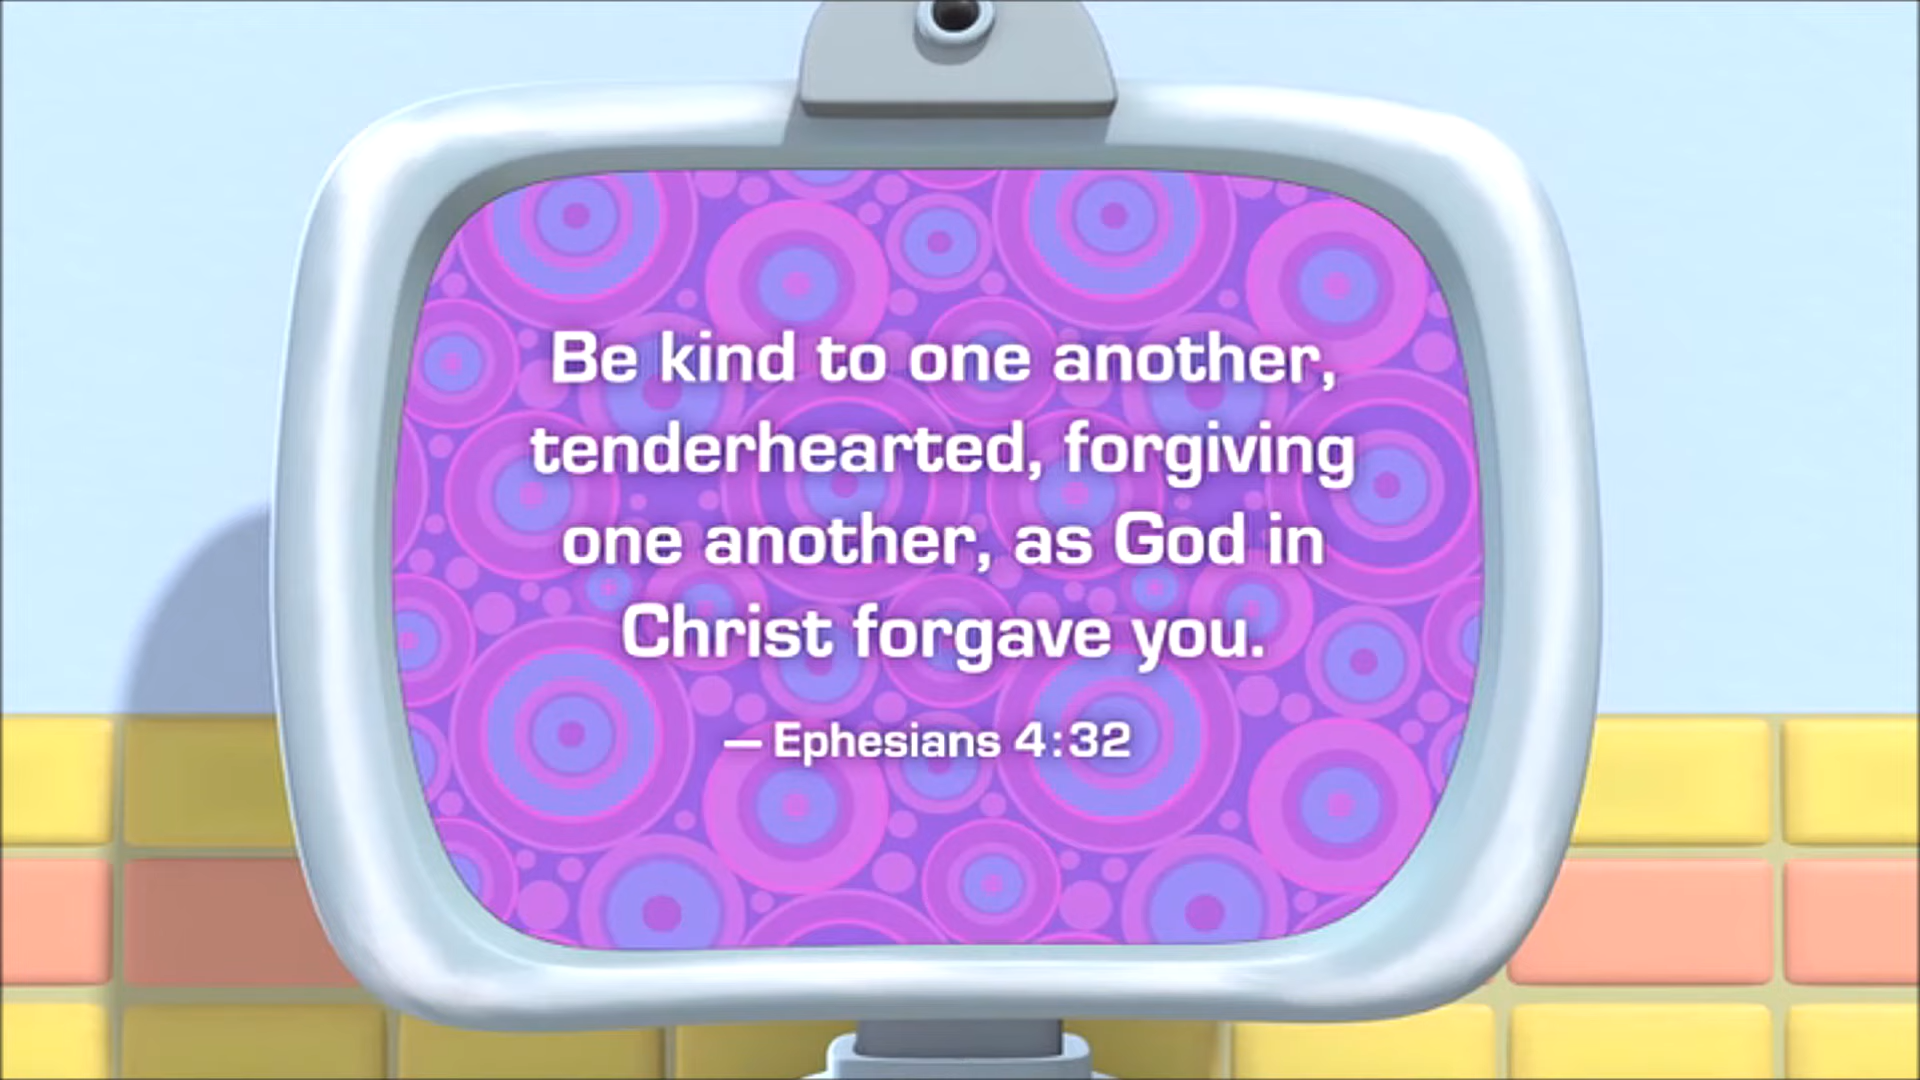 Be kind to one another,
tenderhearted, forgiving
one another, as God in
Christ forgave you.
— Ephesians 4:32